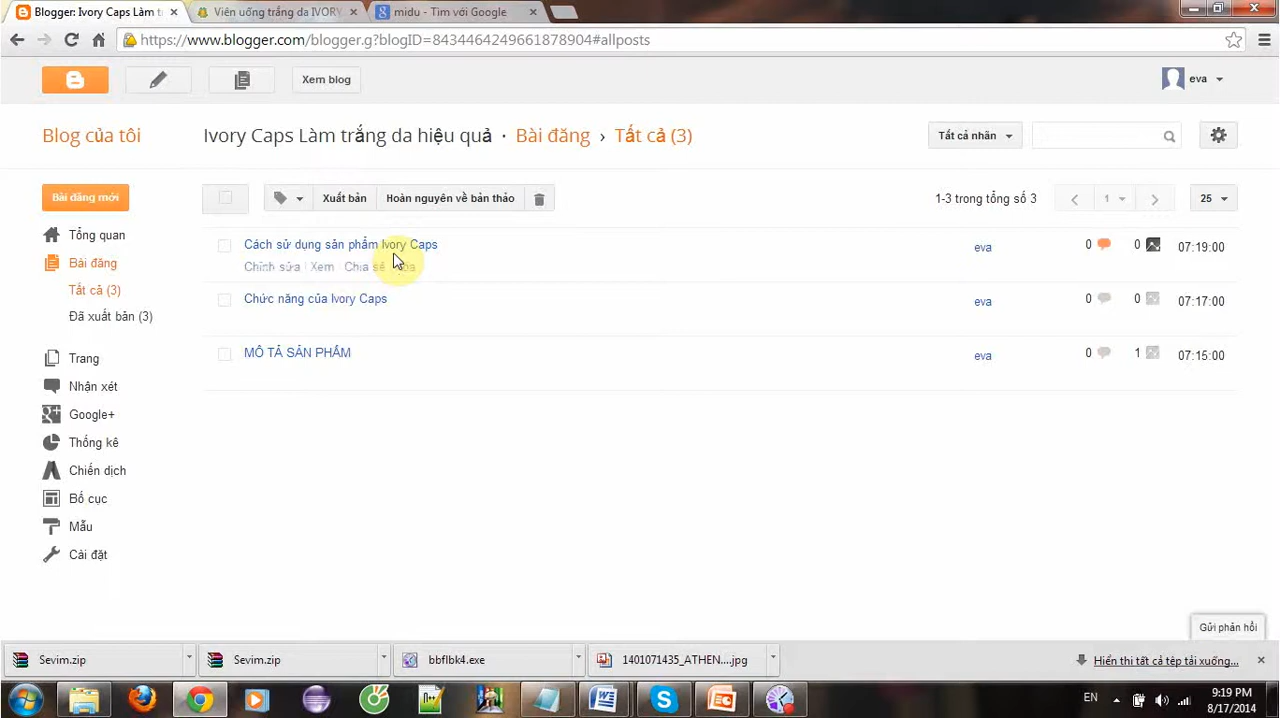 Blogger: Ivory Caps Làm tr
Viên uống trắng da IVORY
midu - Tìm với Google
https://www.blogger.com/blogger.g?blogID=8434464249661878904#allposts
Xem blog
eva
Blog của tôi
Ivory Caps Làm trắng da hiệu quả · Bài đăng › Tất cả (3)
Tất cả nhãn
Bài đăng mới
Xuất bản
Hoàn nguyên về bản thảo
1-3 trong tổng số 3
1
25
Tổng quan
Bài đăng
Tất cả (3)
Đã xuất bản (3)
Trang
Nhận xét
Google+
Thống kê
Chiến dịch
Bố cục
Mẫu
Cài đặt
Cách sử dụng sản phẩm Ivory Caps
eva
0
0
07:19:00
Chỉnh sửa | Xem | Chia sẻ
Chức năng của Ivory Caps
eva
0
0
07:17:00
MÔ TẢ SẢN PHẨM
eva
0
1
07:15:00
Gửi phản hồi
Sevim.zip
Sevim.zip
bbflbk4.exe
1401071435_ATHEN....jpg
Hiển thị tất cả tệp tải xuống...
EN
9:19 PM
8/17/2014